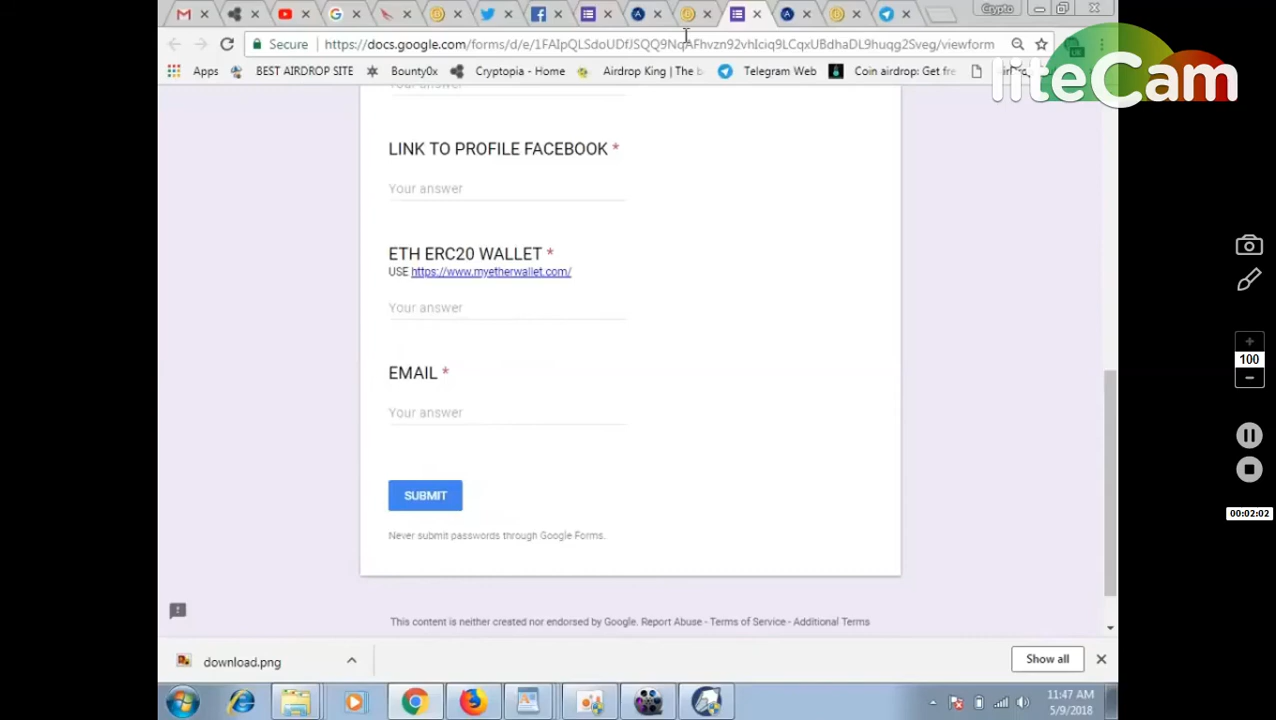 Crypto
Secure
https://docs.google.com/forms/d/e/1FAIpQLSdoUDfJSQQ9NqAFhvzn92vhIciq9LCqxUBdhaDL9huqg2Sveg/viewform
Apps
BEST AIRDROP SITE
Bounty0x
Cryptopia - Home
Airdrop King | The b
Telegram Web
Coin airdrop: Get fre
liteCam
Your answer
LINK TO PROFILE FACEBOOK *
Your answer
ETH ERC20 WALLET *
USE https://www.myetherwallet.com/
Your answer
EMAIL *
Your answer
SUBMIT
Never submit passwords through Google Forms.
This content is neither created nor endorsed by Google. Report Abuse - Terms of Service - Additional Terms
100
00:02:02
download.png
Show all
11:47 AM
5/9/2018